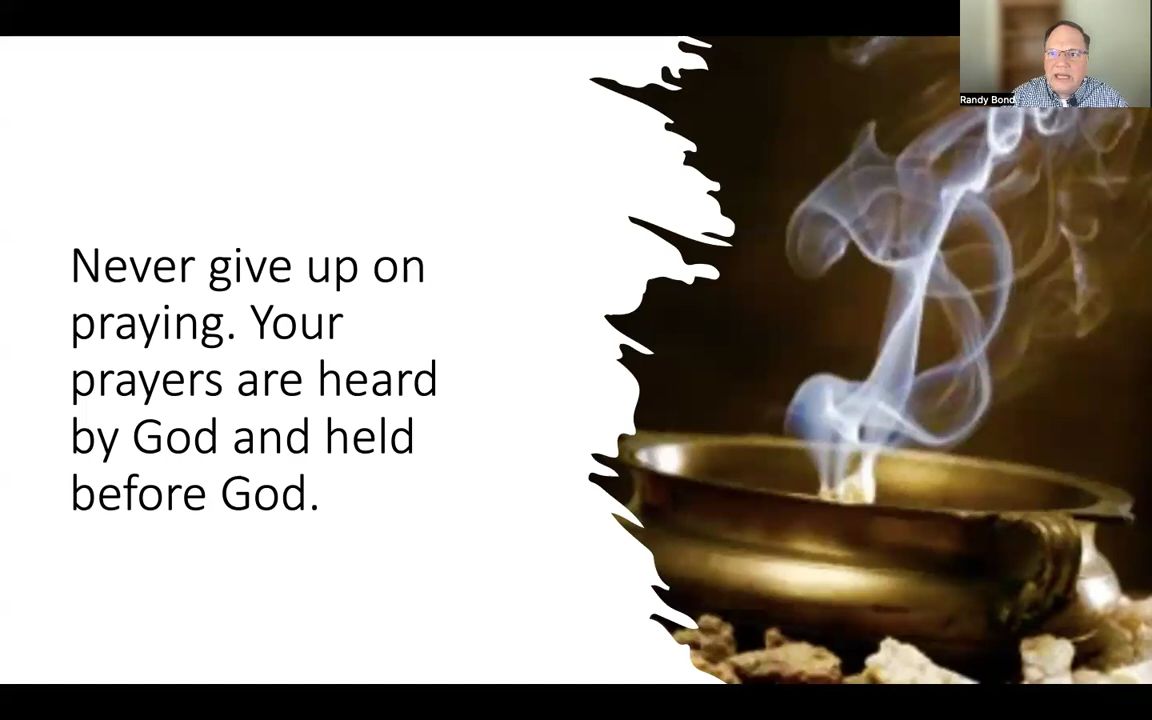 Randy Bond
Never give up on
praying. Your
prayers are heard
by God and held
before God.